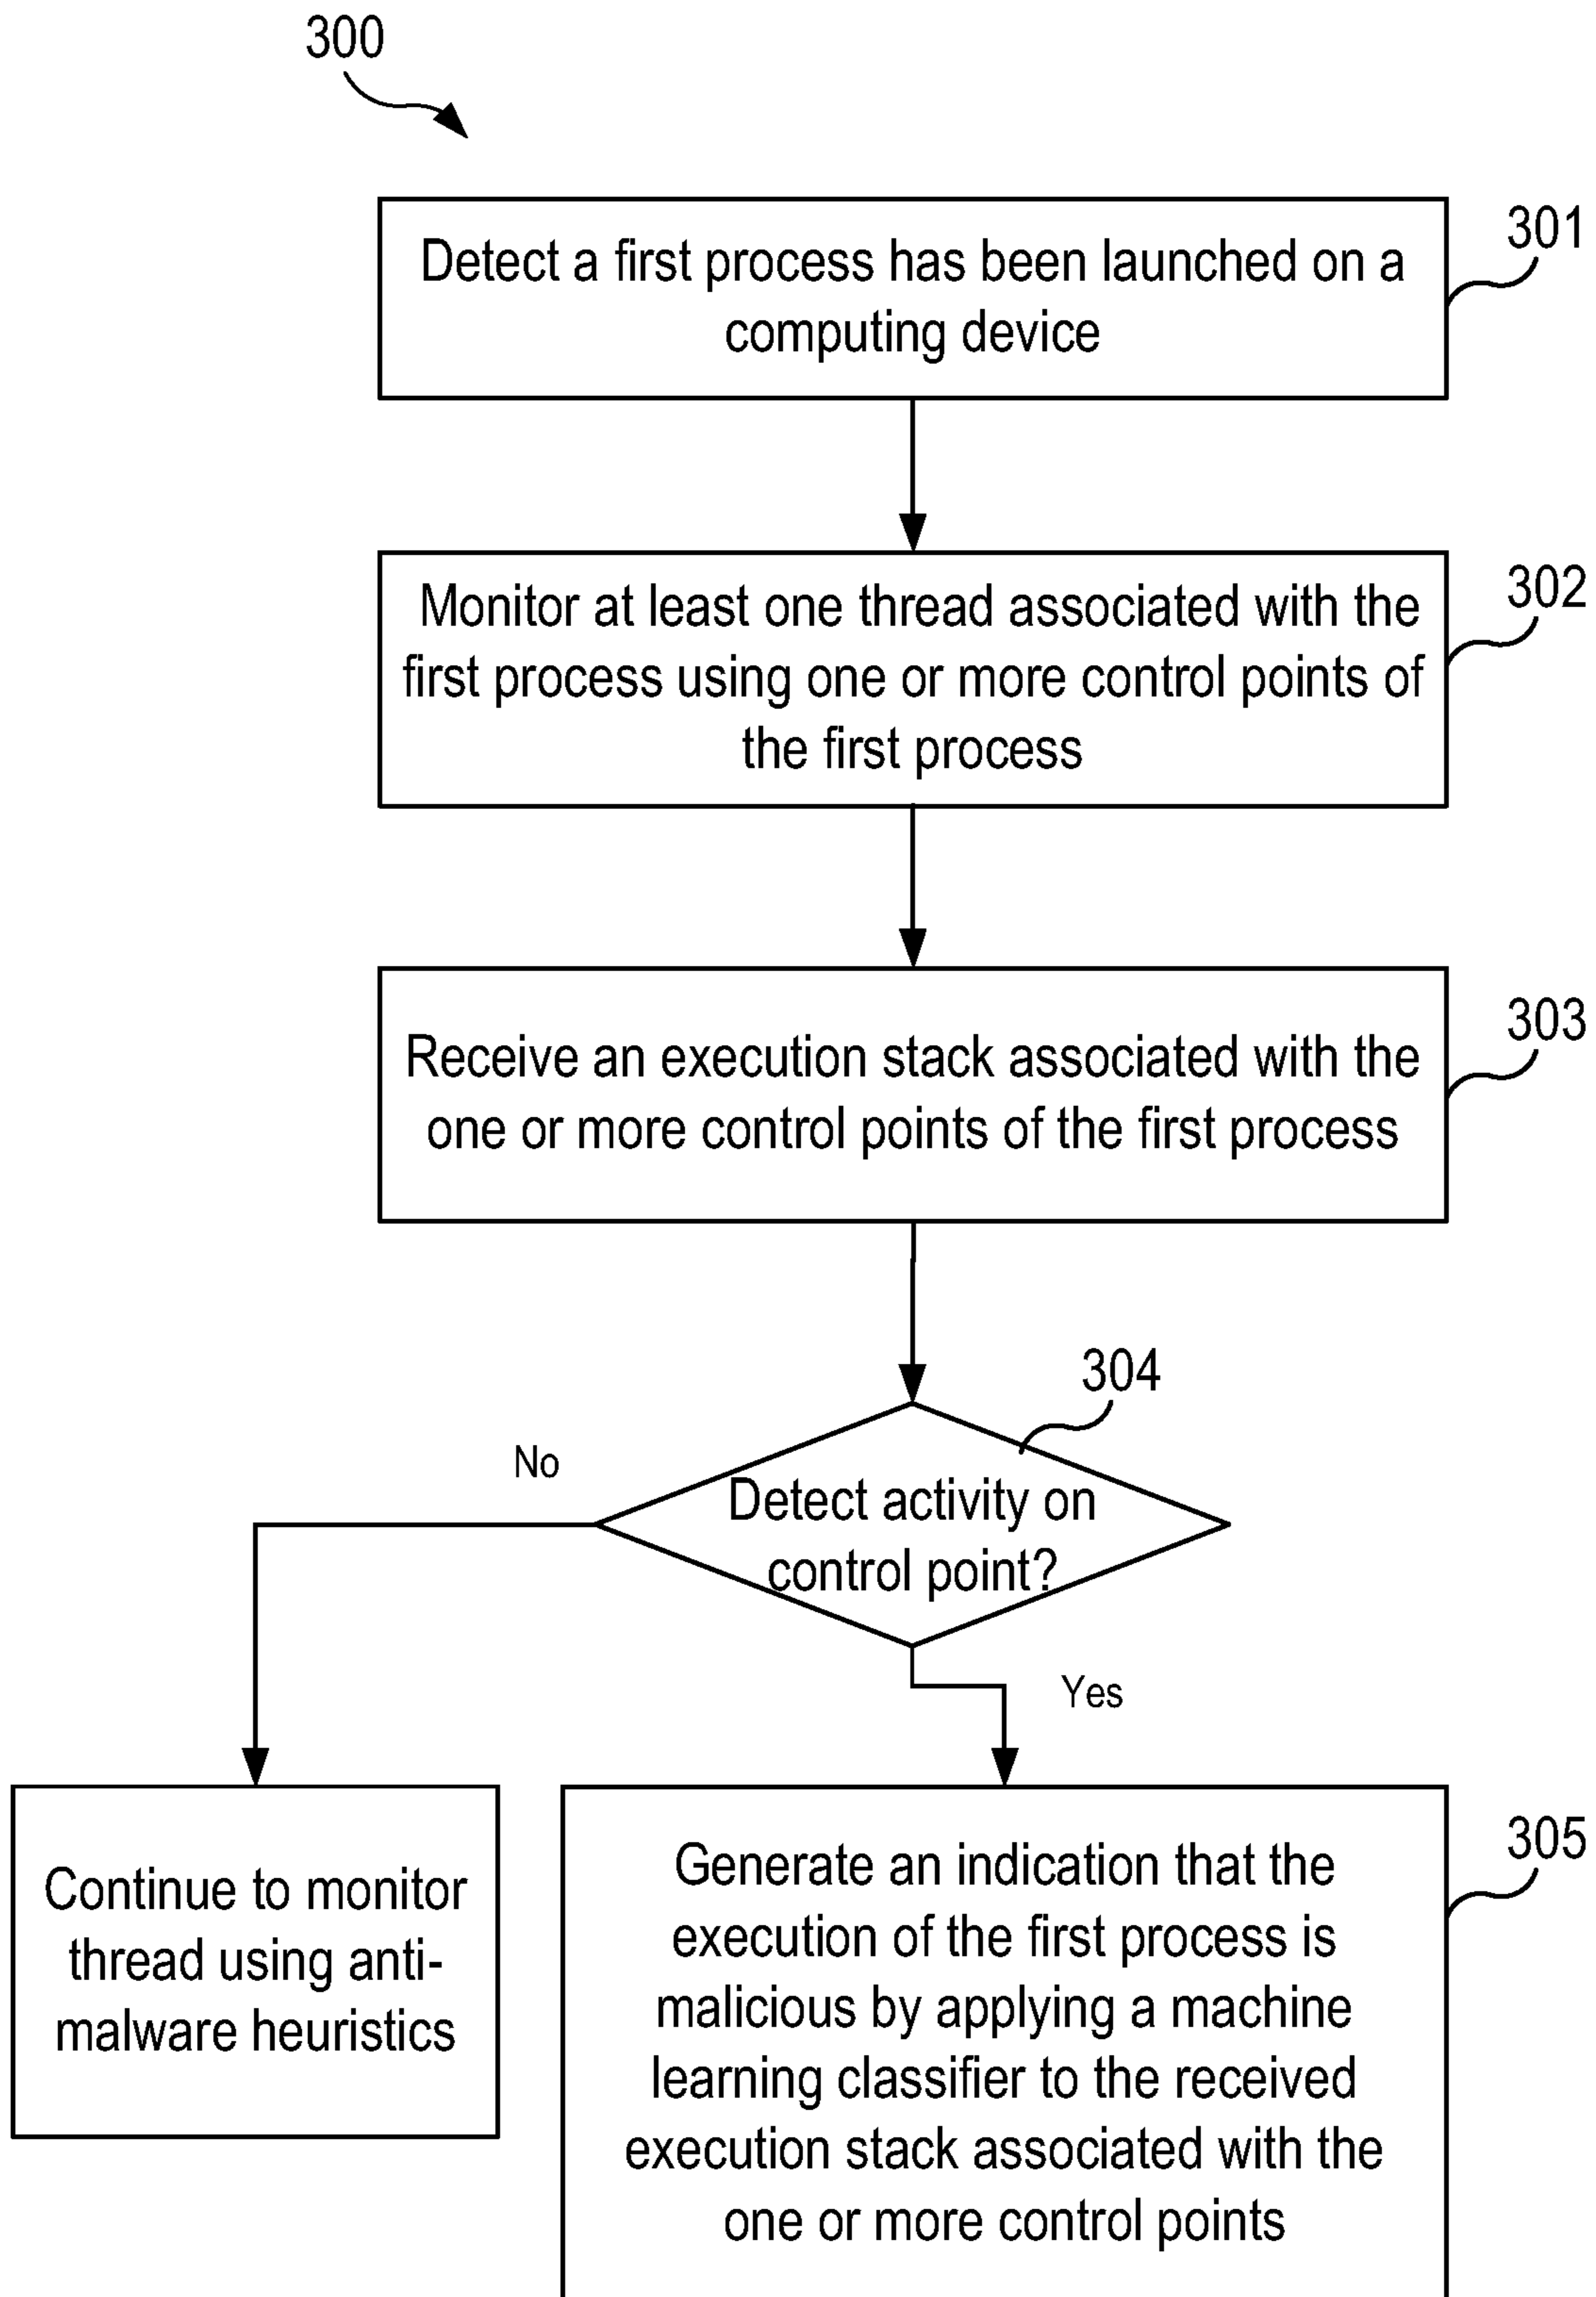 300
Detect a first process has been launched on a
computing device
301
Monitor at least one thread associated with the
first process using one or more control points of
the first process
302
Receive an execution stack associated with the
one or more control points of the first process
303
304
Detect activity on
control point?
No
Yes
Continue to monitor
thread using anti-
malware heuristics
Generate an indication that the
execution of the first process is
malicious by applying a machine
learning classifier to the received
execution stack associated with the
one or more control points
305